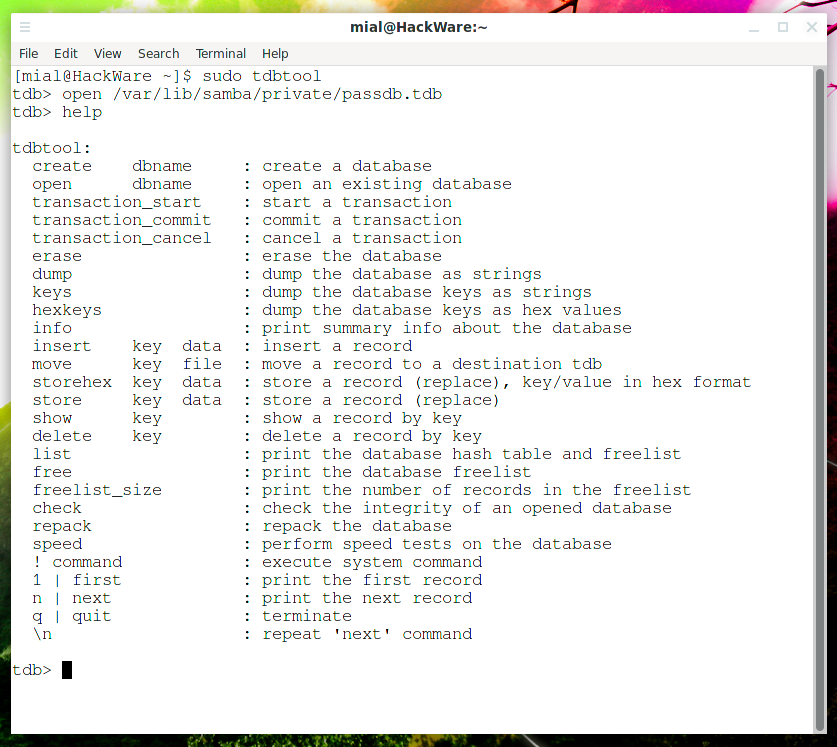 mial@HackWare:~
File Edit View Search Terminal Help
[mial@HackWare ~]$ sudo tdbtool
tdb> open /var/lib/samba/private/passdb.tdb
tdb> help
tdbtool:
  create    dbname     : create a database
  open      dbname     : open an existing database
  transaction_start    : start a transaction
  transaction_commit   : commit a transaction
  transaction_cancel   : cancel a transaction
  erase                : erase the database
  dump                 : dump the database as strings
  keys                 : dump the database keys as strings
  hexkeys              : dump the database keys as hex values
  info                 : print summary info about the database
  insert    key  data  : insert a record
  move      key  file  : move a record to a destination tdb
  storehex  key  data  : store a record (replace), key/value in hex format
  store     key  data  : store a record (replace)
  show      key        : show a record by key
  delete    key        : delete a record by key
  list                 : print the database hash table and freelist
  free                 : print the database freelist
  freelist_size        : print the number of records in the freelist
  check                : check the integrity of an opened database
  repack               : repack the database
  speed                : perform speed tests on the database
  ! command            : execute system command
  1 | first            : print the first record
  n | next             : print the next record
  q | quit             : terminate
  \n                   : repeat 'next' command
tdb>